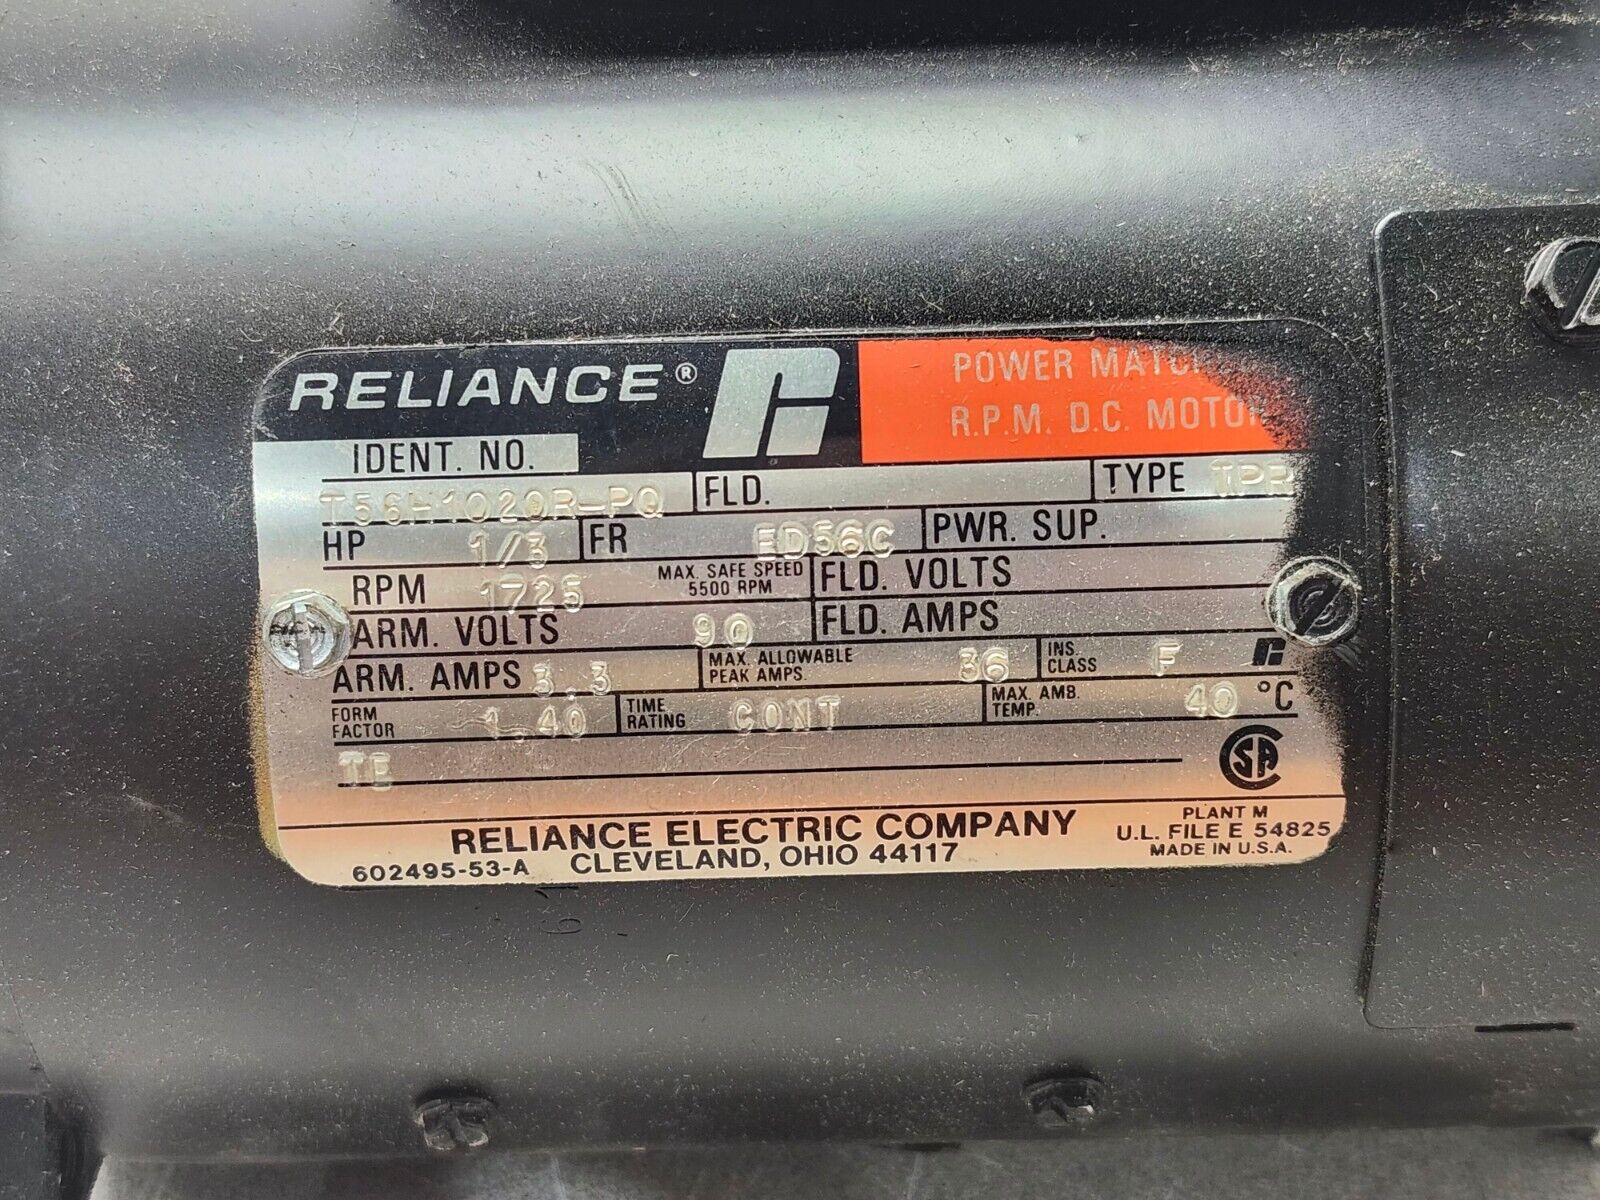 RELIANCE®
POWER
R.P.M. D.C. MOTOR
IDENT. NO.
T56H1020R-PQ FLD. TYPE
HP 1/3 FR ED56C PWR. SUP.
RPM 1725 MAX. SAFE SPEED 5500 RPM FLD. VOLTS
ARM. VOLTS 90 FLD. AMPS
ARM. AMPS 3.3 MAX. ALLOWABLE PEAK AMPS. 36 INS. CLASS F
FORM FACTOR 1.40 TIME RATING CONT MAX. AMB. TEMP. 40 °C
TE
SA
RELIANCE ELECTRIC COMPANY
CLEVELAND, OHIO 44117
602495-53-A
PLANT M
U.L. FILE E 54825
MADE IN U.S.A.